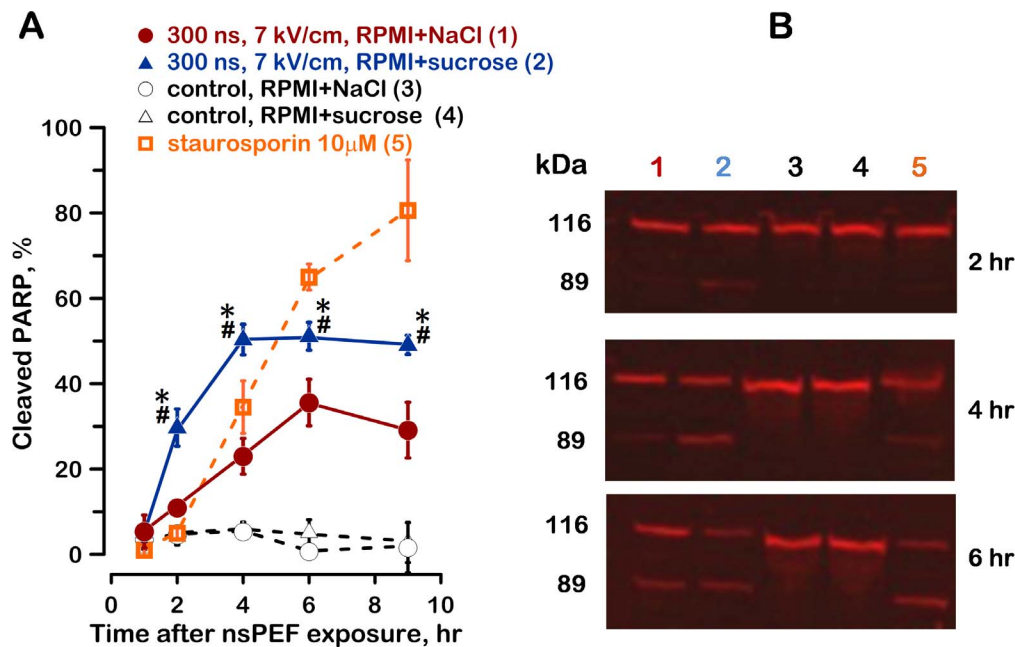 A
B
300 ns, 7 kV/cm, RPMI+NaCl (1)
300 ns, 7 kV/cm, RPMI+sucrose (2)
control, RPMI+NaCl (3)
control, RPMI+sucrose (4)
staurosporin 10μM (5)
Cleaved PARP, %
100
80
60
40
20
0
*
#
*
#
*
#
*
#
0 2 4 6 8 10
Time after nsPEF exposure, hr
kDa 1 2 3 4 5
116
89
2 hr
116
89
4 hr
116
89
6 hr